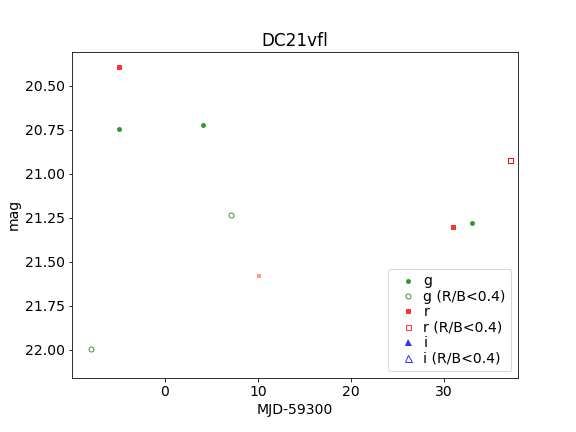 DC21vfl
20.50
20.75
21.00
21.25
21.50
21.75
22.00
mag
0
10
20
30
MJD-59300
g
g (R/B<0.4)
r
r (R/B<0.4)
i
i (R/B<0.4)